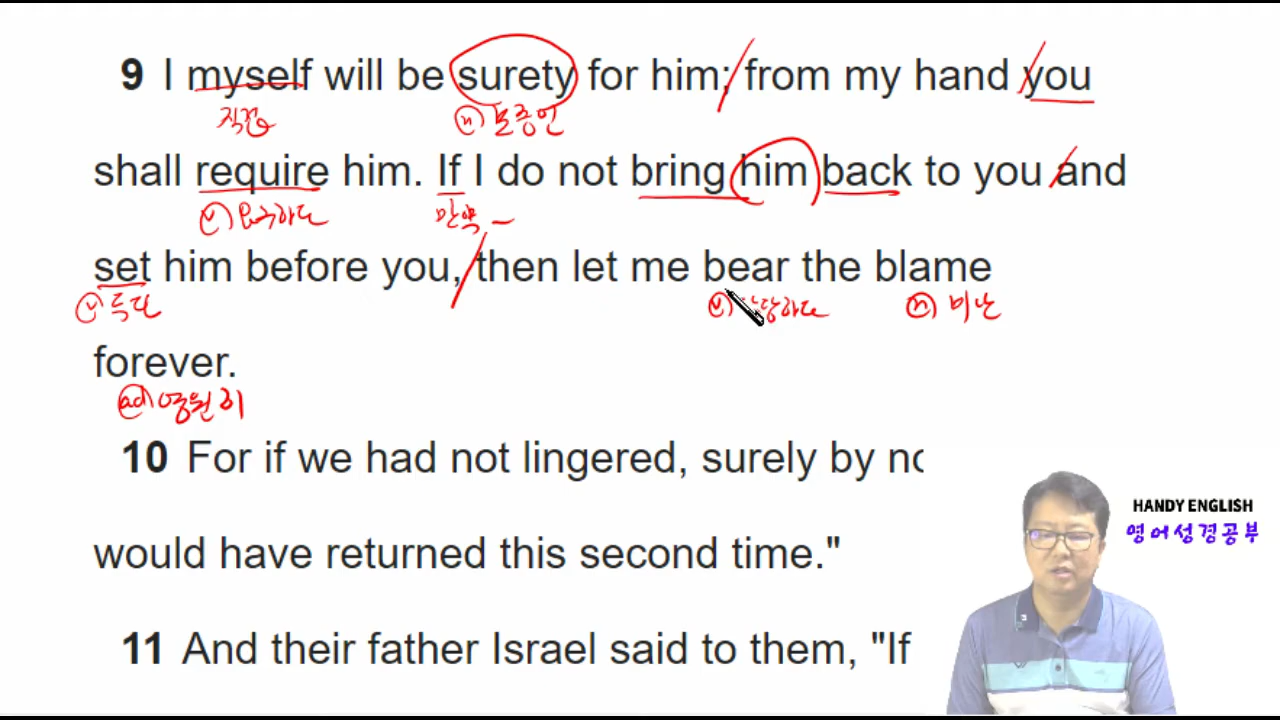 9 I myself will be surety for him; from my hand you
직접 ⓝ 보증인
shall require him. If I do not bring him back to you and
ⓥ 요구하다 만약 ~
set him before you, then let me bear the blame
ⓥ 두다 ⓥ 하다 ⓝ 비난
forever.
ad 영원히
10 For if we had not lingered, surely by
would have returned this second time."
11 And their father Israel said to them, "If
HANDY ENGLISH
영어성경공부